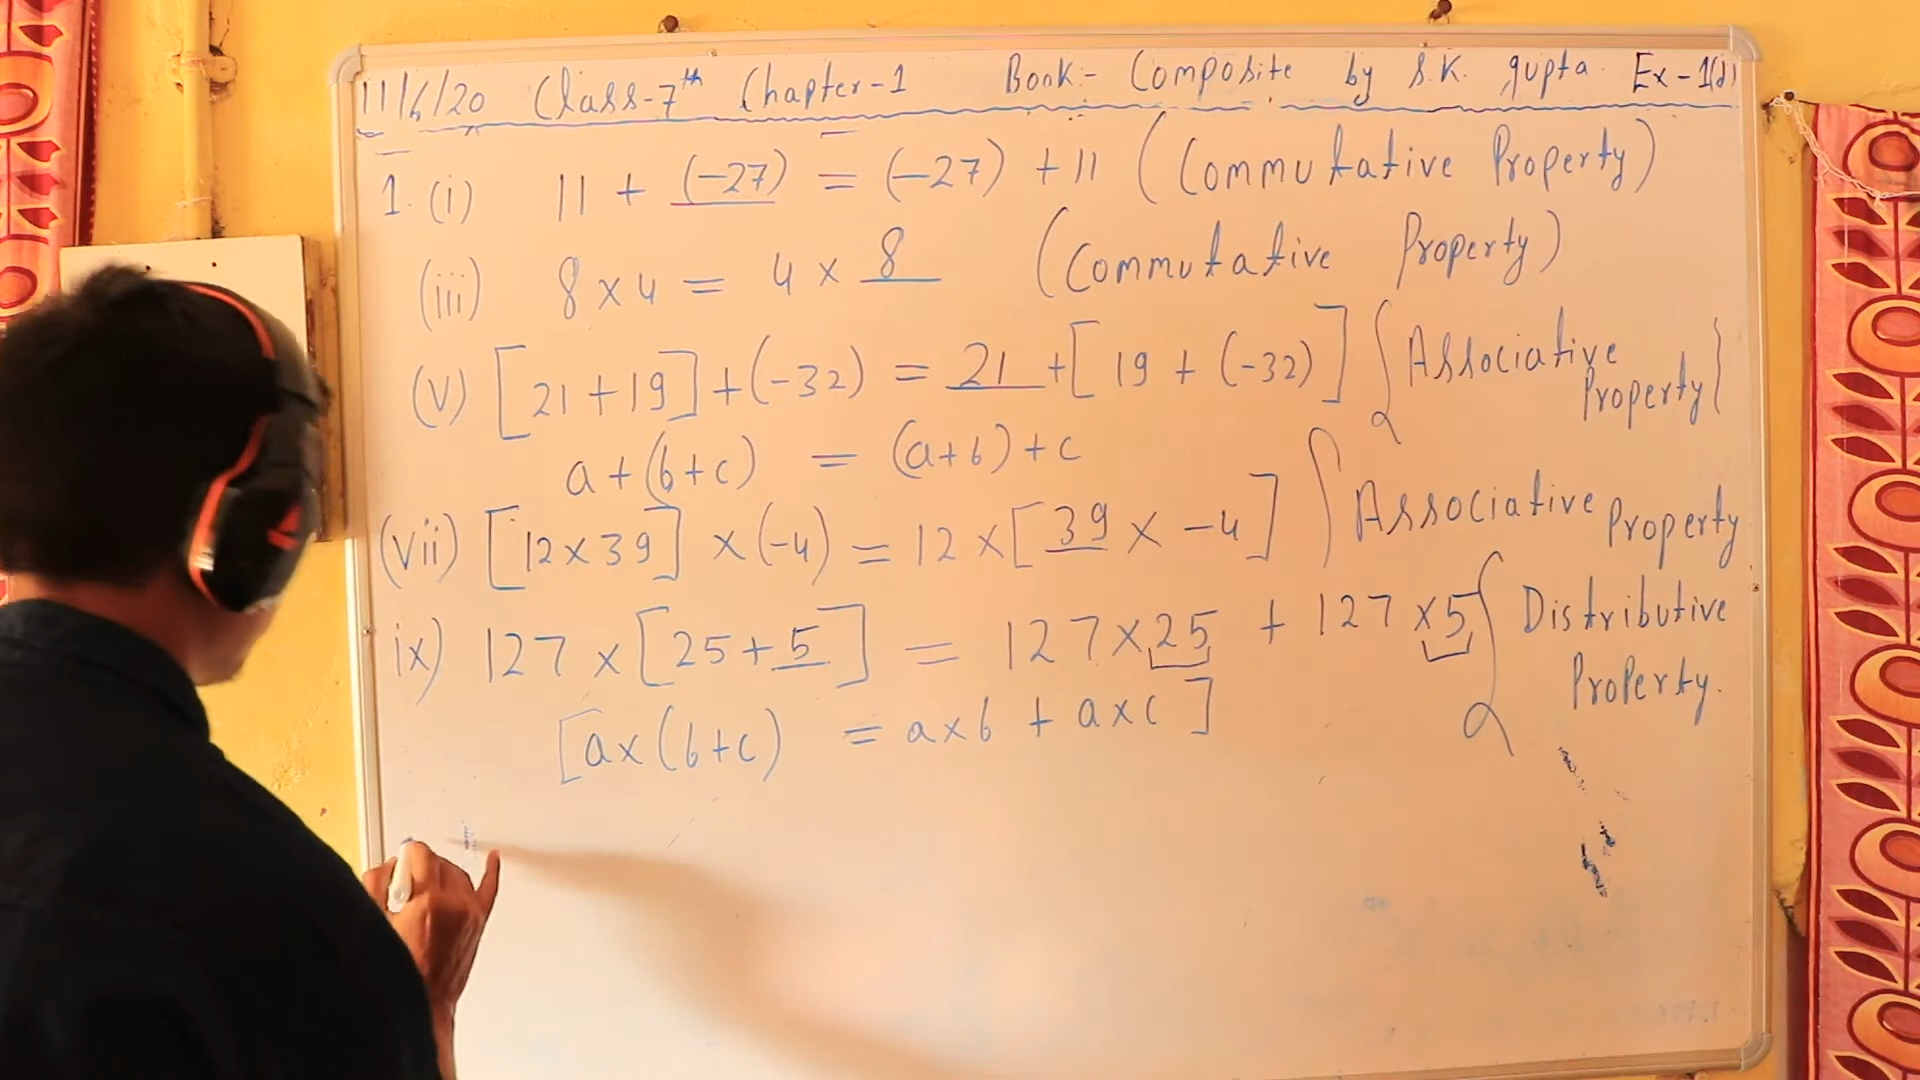 11/6/20 Class-7th Chapter-1 Book:- Composite by S.K. gupta. Ex-1(d)
1. (i) 11 + (-27) = (-27) + 11 (Commutative Property)
(iii) 8 × 4 = 4 × 8 (Commutative Property)
(v) [21+19] + (-32) = 21 + [19 + (-32)] {Associative Property}
a + (b+c) = (a+b) + c
(vii) [12×39] × (-4) = 12 × [39 × -4] {Associative Property
ix) 127 × [25+5] = 127×25 + 127×5 {Distributive Property.
[a×(b+c) = a×b + a×c]